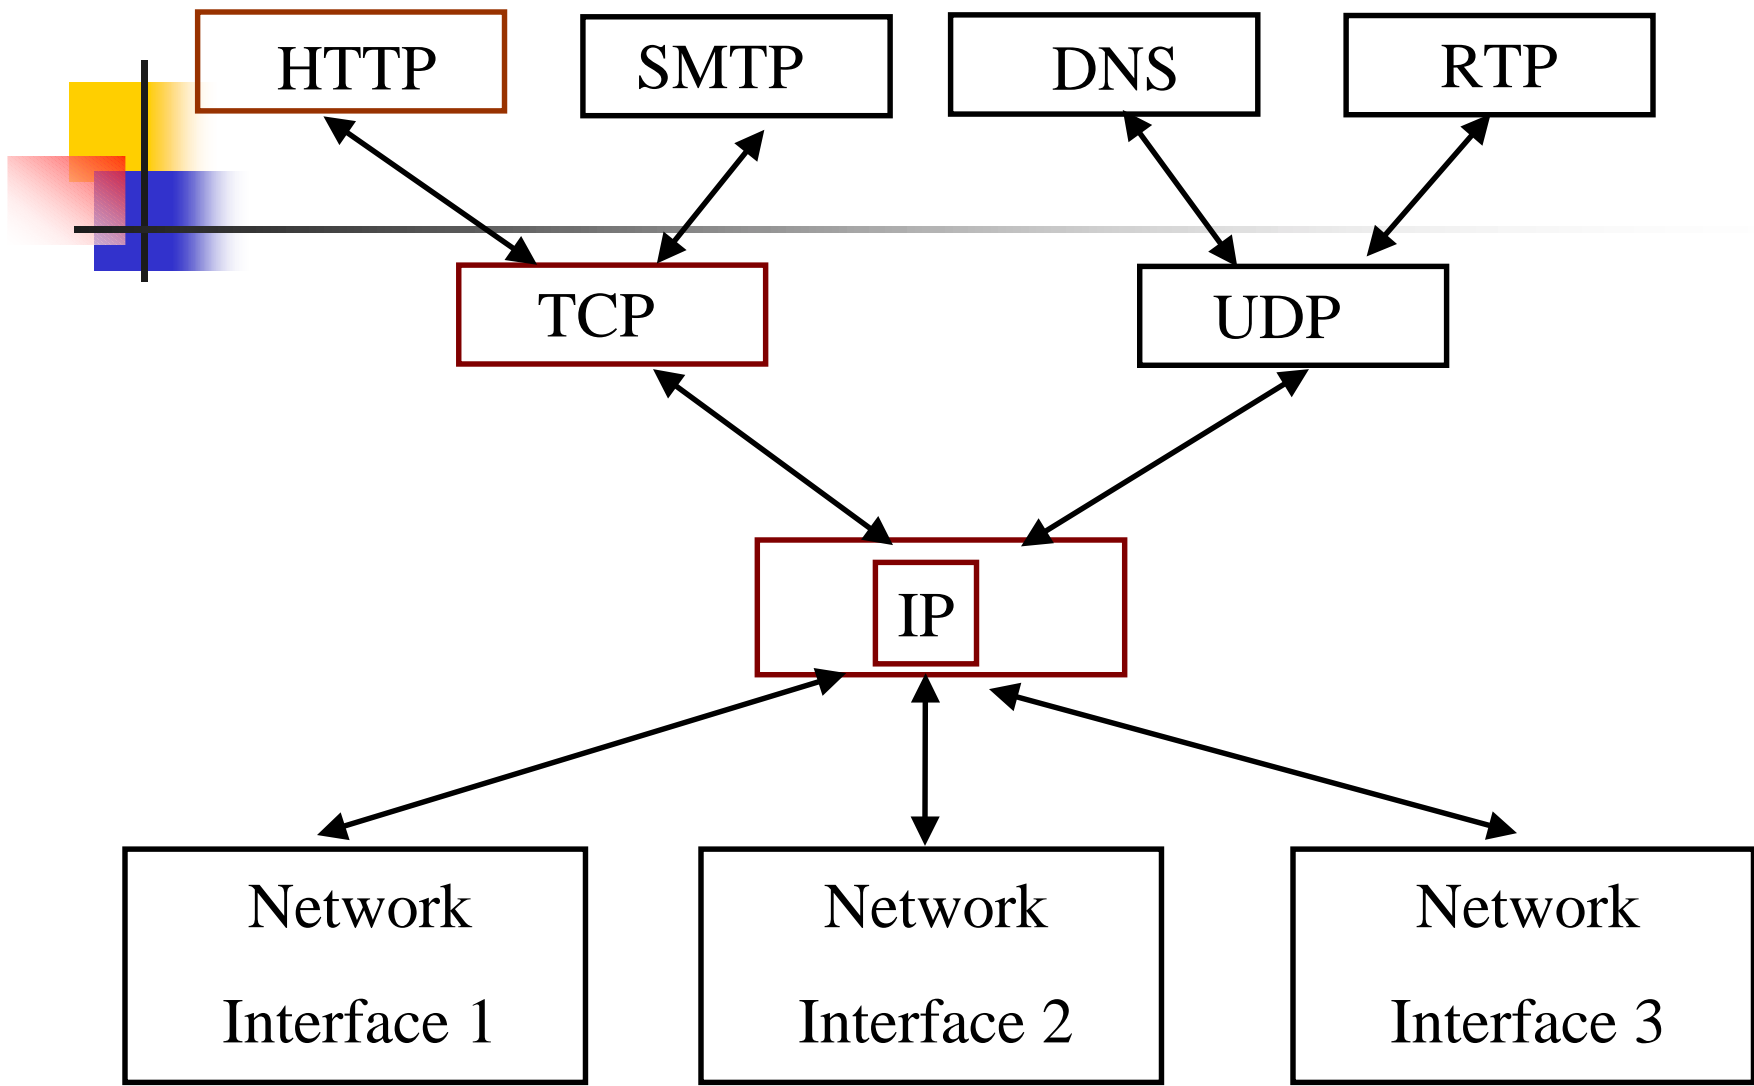 HTTP
SMTP
DNS
RTP
TCP
UDP
IP
Network
Interface 1
Network
Interface 2
Network
Interface 3